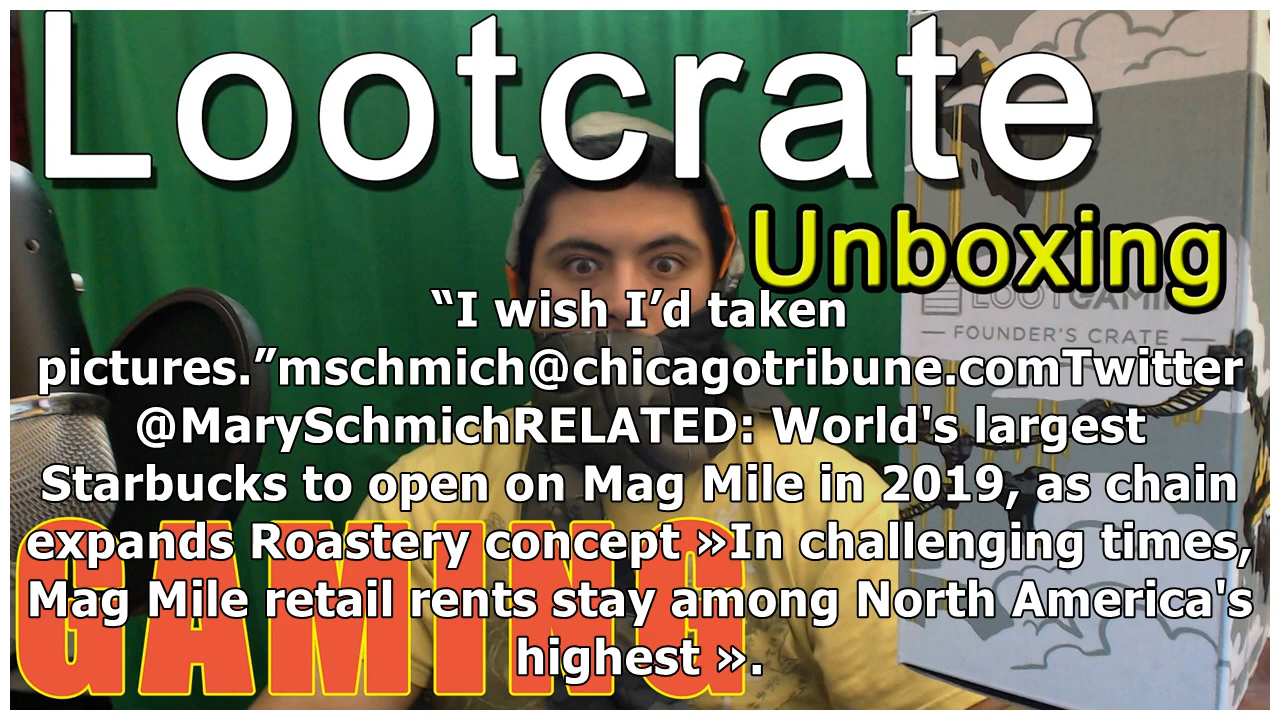 Lootcrate
Unboxing
LOOTGAMIN
FOUNDER'S CRATE
“I wish I’d taken
pictures.”mschmich@chicagotribune.comTwitter
@MarySchmichRELATED: World's largest
Starbucks to open on Mag Mile in 2019, as chain
expands Roastery concept »In challenging times,
Mag Mile retail rents stay among North America's
highest ».
GAMING